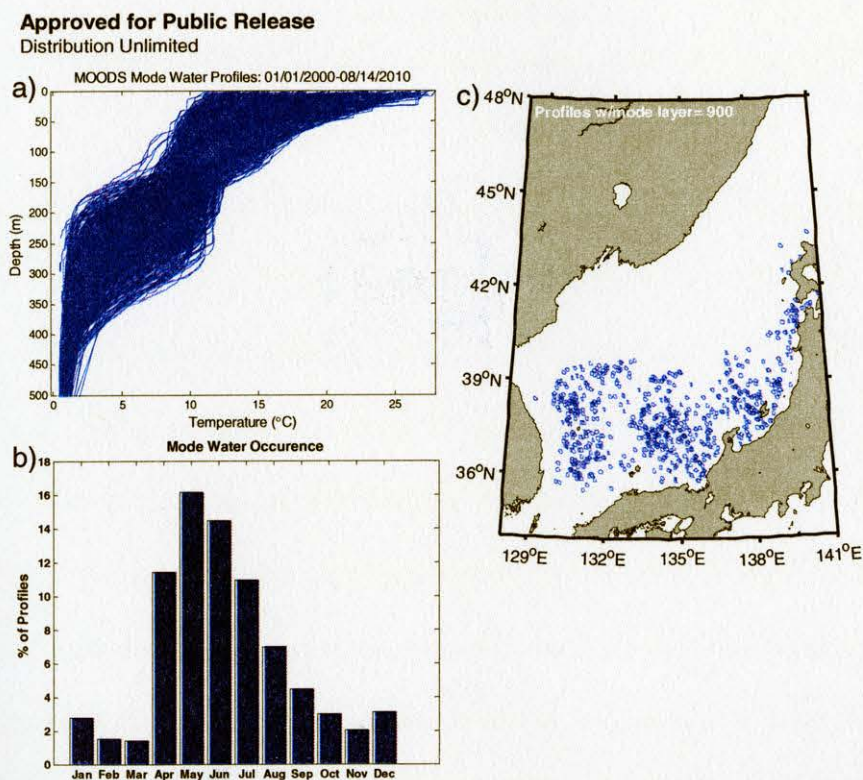 Approved for Public Release
Distribution Unlimited
a)
MOODS Mode Water Profiles: 01/01/2000-08/14/2010
0
50
100
150
200
250
300
350
400
450
500
Depth (m)
0 5 10 15 20 25
Temperature (°C)
b)
Mode Water Occurence
18
16
14
12
10
8
6
4
2
0
% of Profiles
Jan Feb Mar Apr May Jun Jul Aug Sep Oct Nov Dec
c)
Profiles w/mode layer= 900
48°N
45°N
42°N
39°N
36°N
129°E 132°E 135°E 138°E 141°E